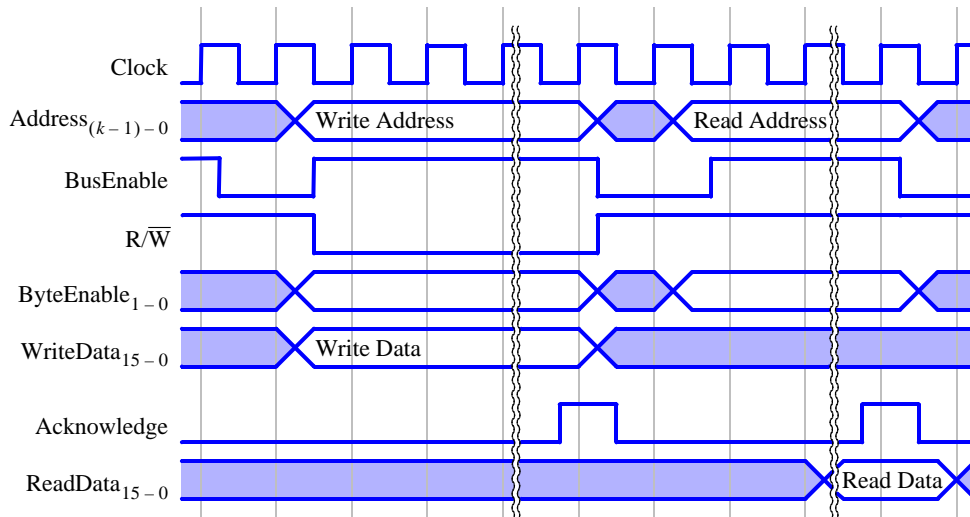 Clock
Address(k – 1) – 0
Write Address
Read Address
BusEnable
R/W̅
ByteEnable1 – 0
WriteData15 – 0
Write Data
Acknowledge
ReadData15 – 0
Read Data